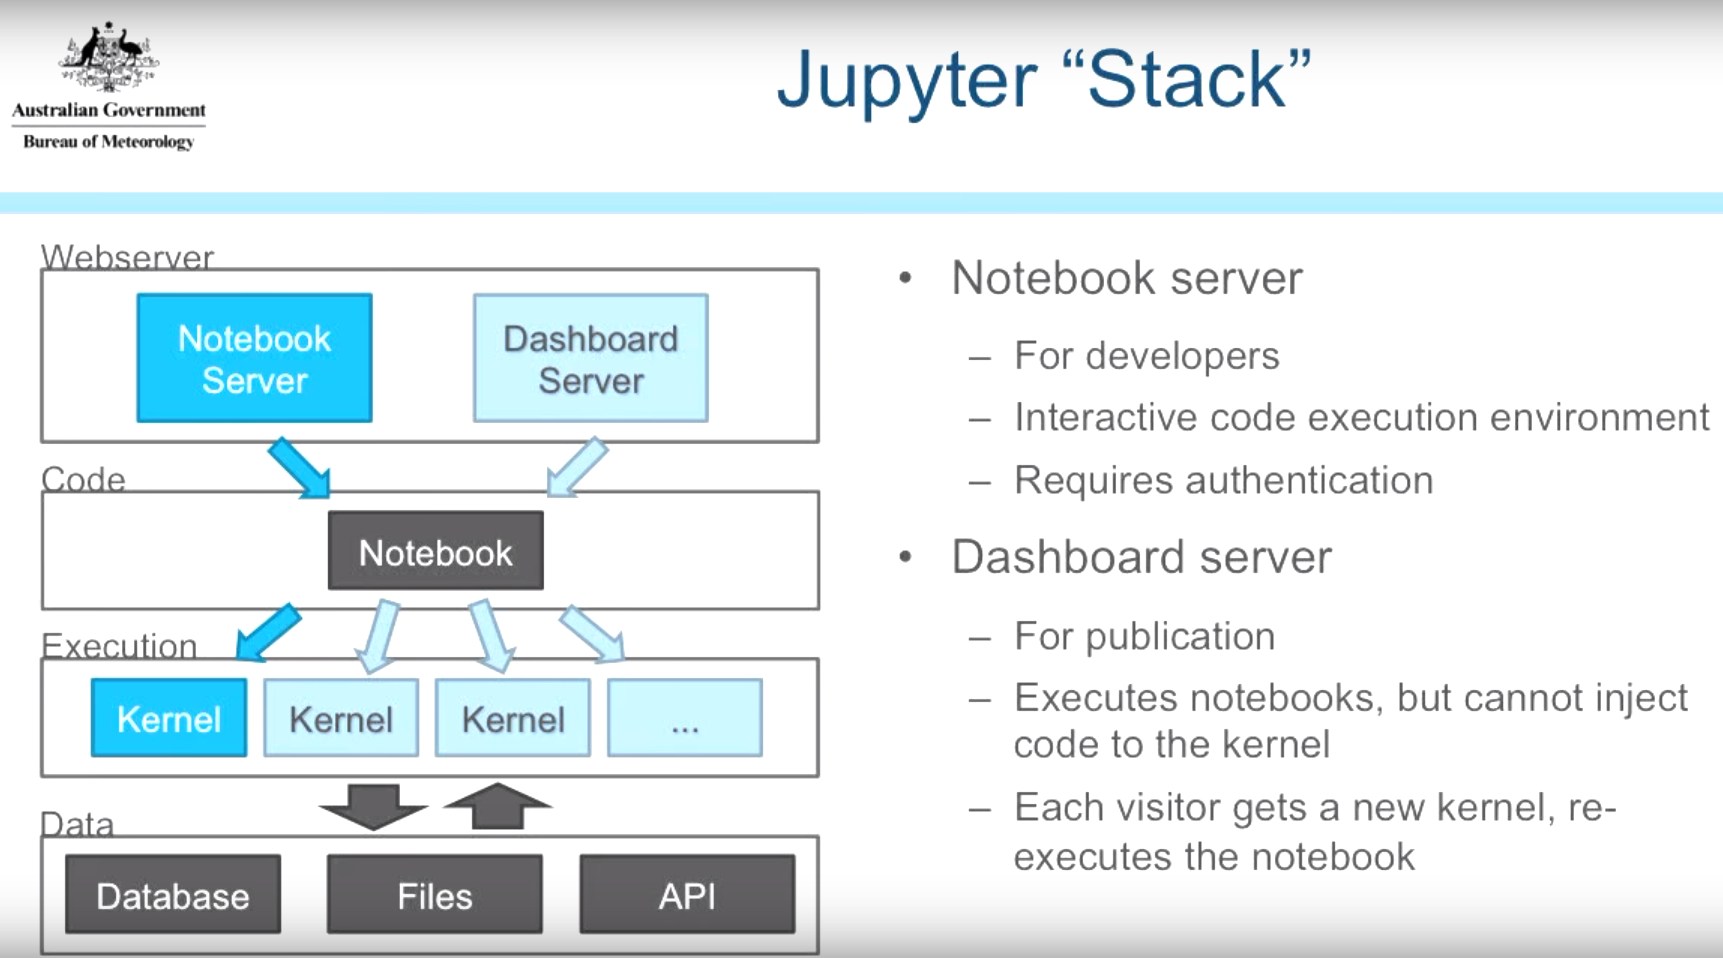 Australian Government
Bureau of Meteorology
Jupyter “Stack”
Webserver
Notebook
Server
Dashboard
Server
Code
Notebook
Execution
Kernel
Kernel
Kernel
...
Data
Database
Files
API
• Notebook server
– For developers
– Interactive code execution environment
– Requires authentication
• Dashboard server
– For publication
– Executes notebooks, but cannot inject
code to the kernel
– Each visitor gets a new kernel, re-
executes the notebook